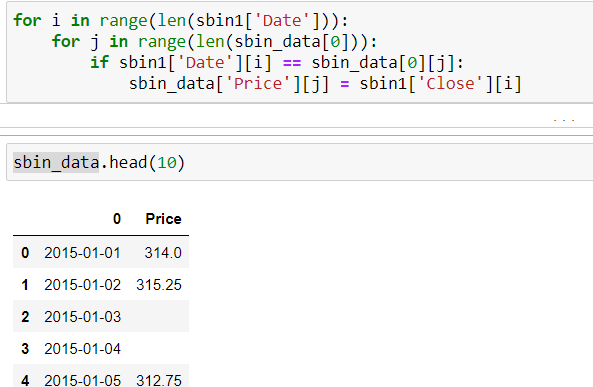 for i in range(len(sbin1['Date'])):
    for j in range(len(sbin_data[0])):
        if sbin1['Date'][i] == sbin_data[0][j]:
            sbin_data['Price'][j] = sbin1['Close'][i]
...
sbin_data.head(10)
0 Price
0 2015-01-01 314.0
1 2015-01-02 315.25
2 2015-01-03
3 2015-01-04
4 2015-01-05 312.75